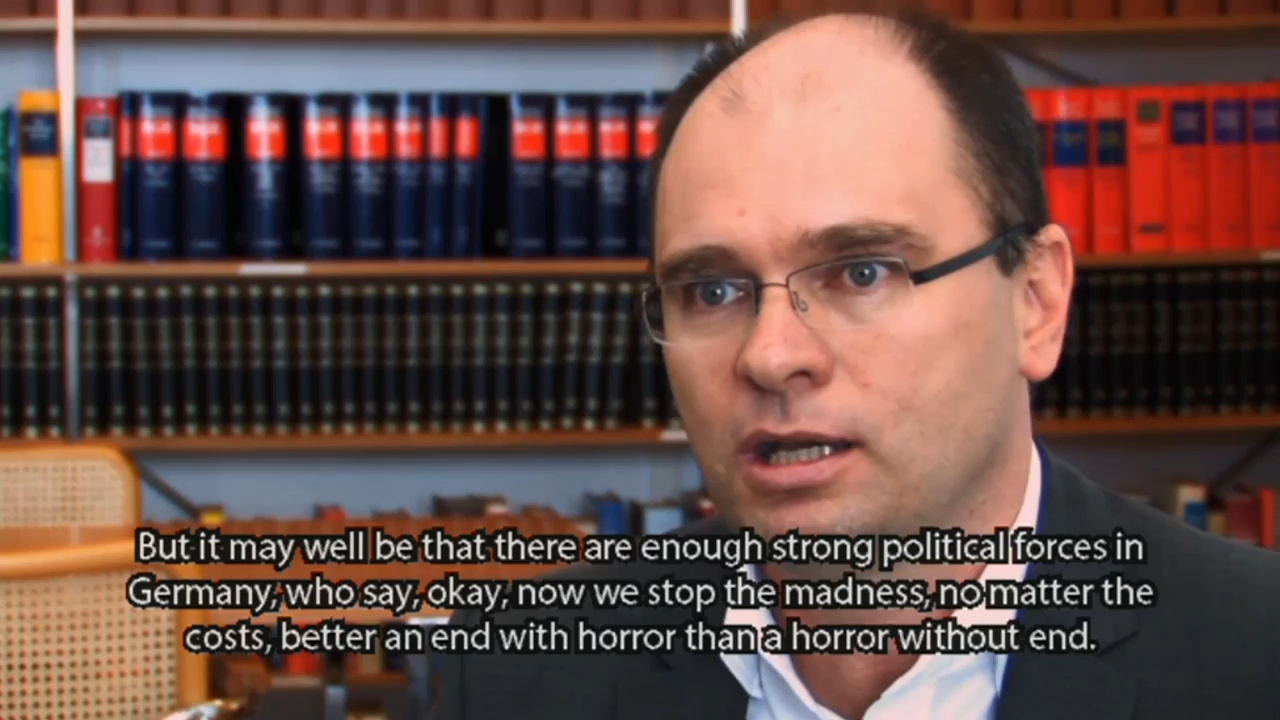 But it may well be that there are enough strong political forces in
Germany, who say, okay, now we stop the madness, no matter the
costs, better an end with horror than a horror without end.